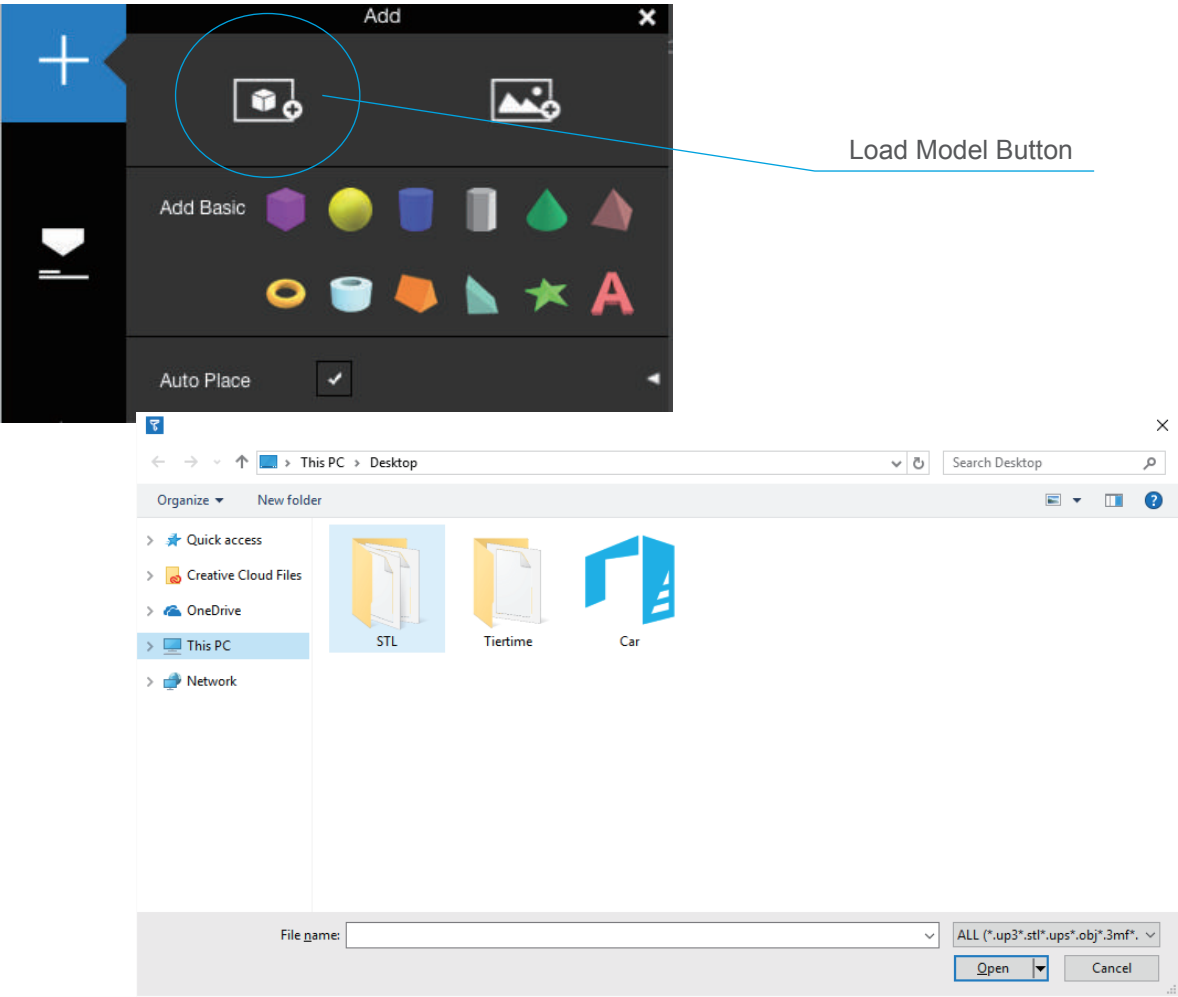 Add
Load Model Button
Add Basic
A
Auto Place
This PC > Desktop
Search Desktop
Organize
New folder
Quick access
Creative Cloud Files
OneDrive
This PC
Network
STL
Tiertime
Car
File name:
ALL (*.up3*.stl*.ups*.obj*.3mf*.
Open
Cancel